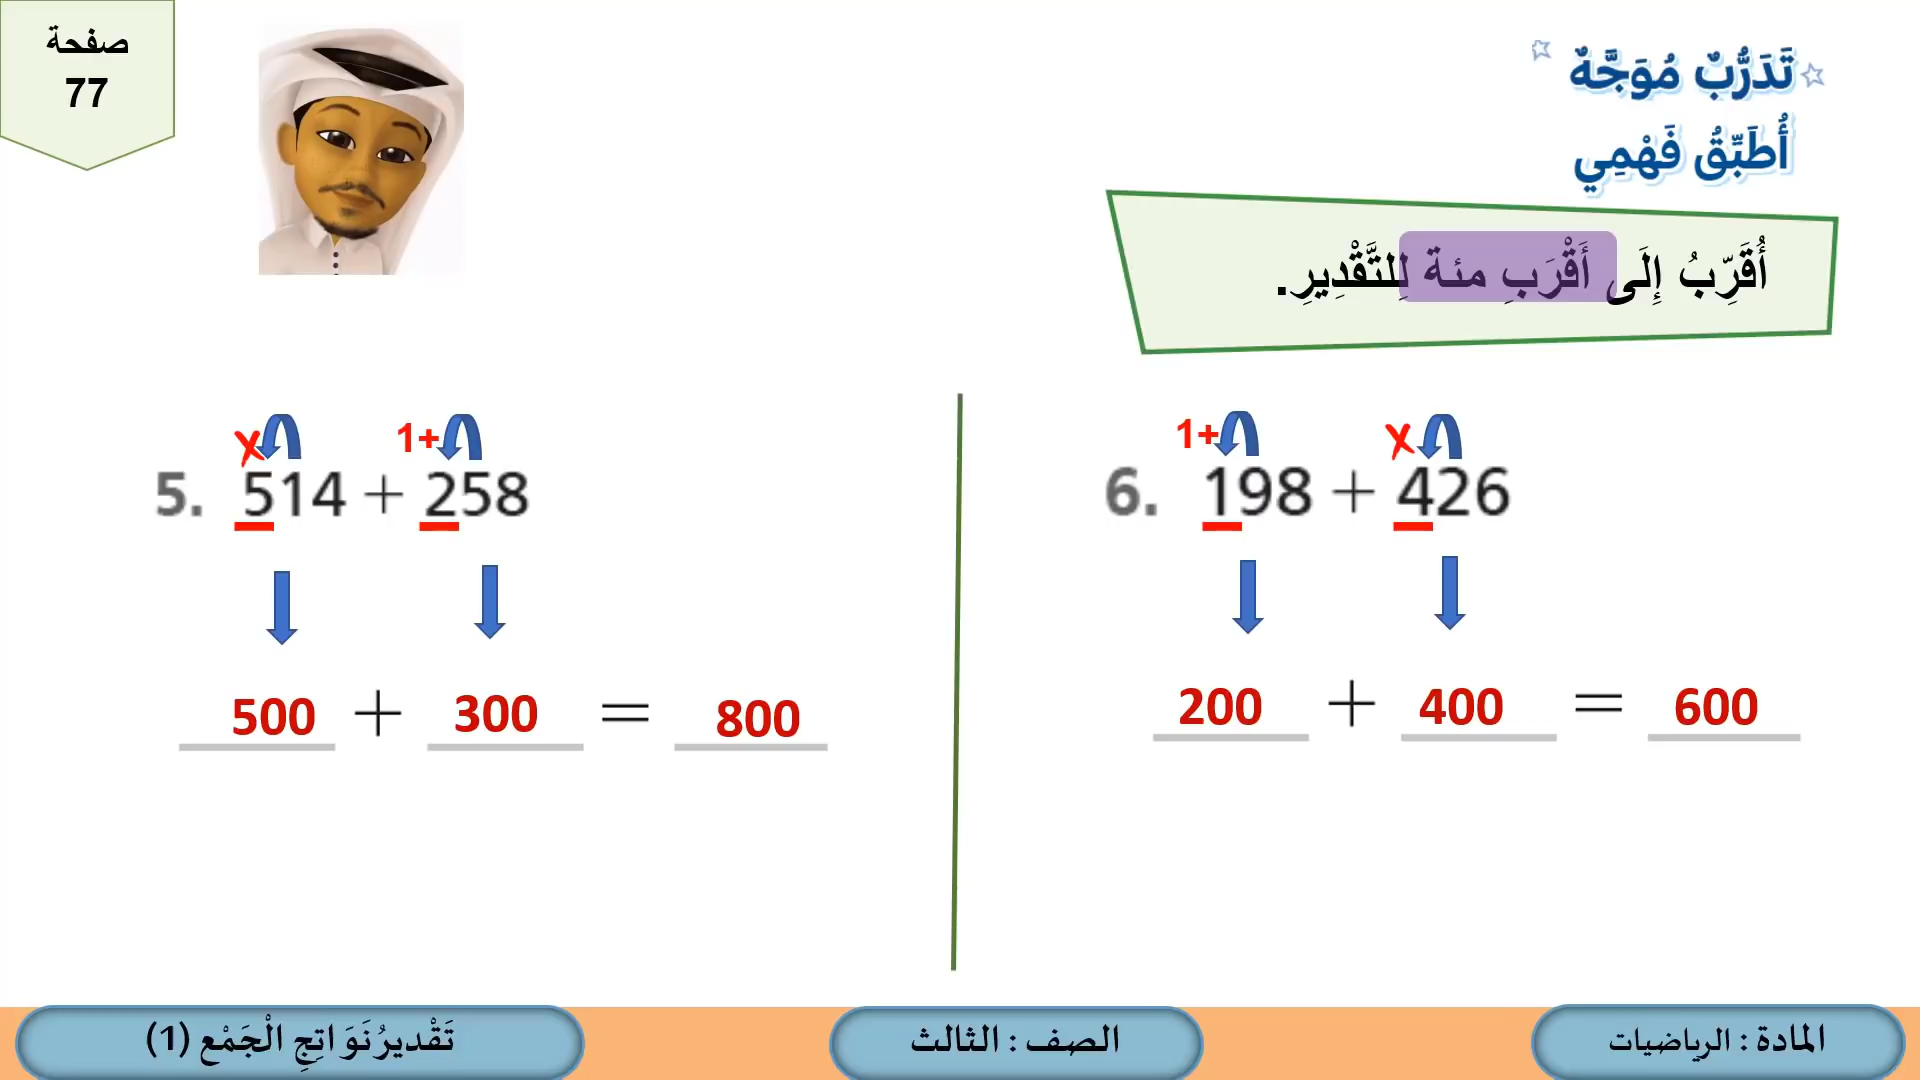 صفحة
77
تَدَرُّبٌ مُوَجَّهٌ
أُطَبِّقُ فَهْمِي
أُقَرِّبُ إِلَى أَقْرَبِ مئة لِلتَّقْدِيرِ.
x 1+
5. 514 + 258
500 + 300 = 800
1+ x
6. 198 + 426
200 + 400 = 600
المادة : الرياضيات
الصف : الثالث
تَقْديرُ نَوَاتِجِ الْجَمْع (1)